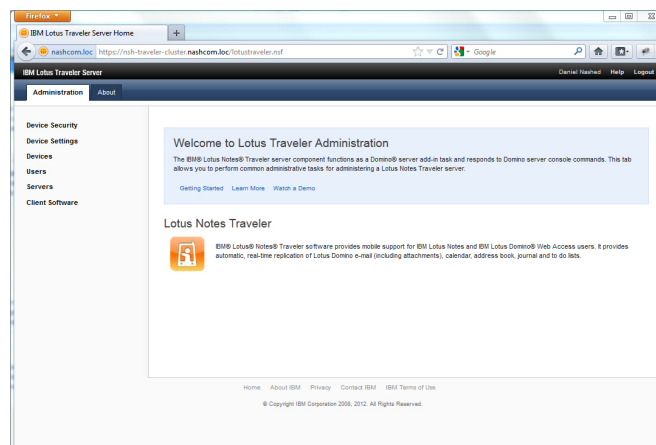 Firefox
IBM Lotus Traveler Server Home
nashcom.loc https://nsh-traveler-cluster.nashcom.loc/lotustraveler.nsf
Google
IBM Lotus Traveler Server
Daniel Nashed Help Logout
Administration About
Device Security
Device Settings
Devices
Users
Servers
Client Software
Welcome to Lotus Traveler Administration
The IBM® Lotus Notes® Traveler server component functions as a Domino® server add-in task and responds to Domino server console commands. This tab
allows you to perform common administrative tasks for administering a Lotus Notes Traveler server.
Getting Started Learn More Watch a Demo
Lotus Notes Traveler
IBM® Lotus® Notes® Traveler software provides mobile support for IBM Lotus Notes and IBM Lotus Domino® Web Access users. It provides
automatic, real-time replication of Lotus Domino e-mail (including attachments), calendar, address book, journal and to do lists.
Home About IBM Privacy Contact IBM IBM Terms of Use
© Copyright IBM Corporation 2008, 2012. All Rights Reserved.